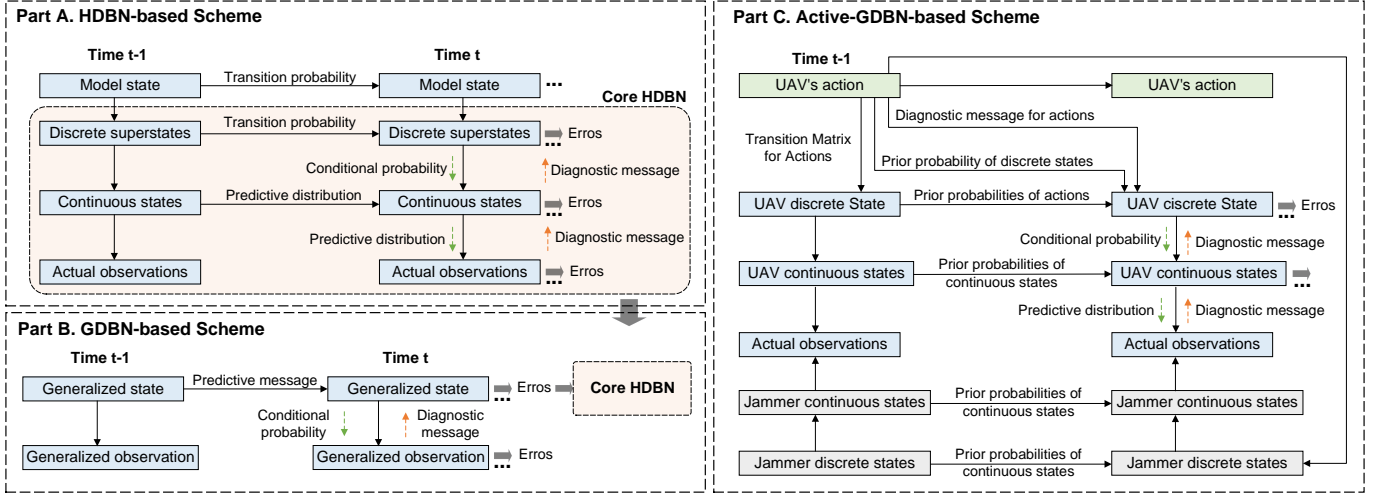 Part A. HDBN-based Scheme
Time t-1
Time t
Model state
Transition probability
Model state
...
Core HDBN
Discrete superstates
Transition probability
Discrete superstates
Erros
...
Conditional probability
Diagnostic message
Continuous states
Predictive distribution
Continuous states
Erros
...
Predictive distribution
Diagnostic message
Actual observations
Actual observations
Erros
...
Part B. GDBN-based Scheme
Time t-1
Time t
Generalized state
Predictive message
Generalized state
Erros
...
Core HDBN
Conditional
probability
Diagnostic
message
Generalized observation
Generalized observation
Erros
...
Part C. Active-GDBN-based Scheme
Time t-1
UAV's action
UAV's action
Diagnostic message for actions
Transition Matrix
for Actions
Prior probability of discrete states
UAV discrete State
Prior probabilities of actions
UAV ciscrete State
Erros
...
Conditional probability
Diagnostic message
UAV continuous states
Prior probabilities of
continuous states
UAV continuous states
...
Predictive distribution
Diagnostic message
Actual observations
Actual observations
Jammer continuous states
Prior probabilities of
continuous states
Jammer continuous states
Jammer discrete states
Prior probabilities of
continuous states
Jammer discrete states